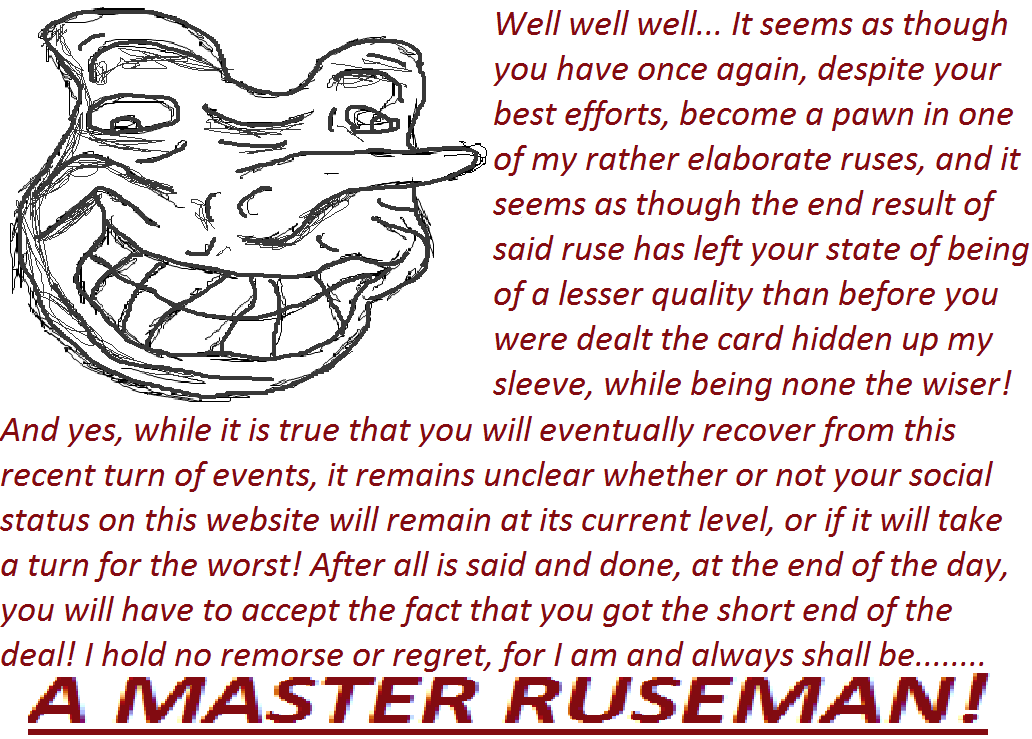 Well well well... It seems as though
you have once again, despite your
best efforts, become a pawn in one
of my rather elaborate ruses, and it
seems as though the end result of
said ruse has left your state of being
of a lesser quality than before you
were dealt the card hidden up my
sleeve, while being none the wiser!
And yes, while it is true that you will eventually recover from this
recent turn of events, it remains unclear whether or not your social
status on this website will remain at its current level, or if it will take
a turn for the worst! After all is said and done, at the end of the day,
you will have to accept the fact that you got the short end of the
deal! I hold no remorse or regret, for I am and always shall be........
A MASTER RUSEMAN!